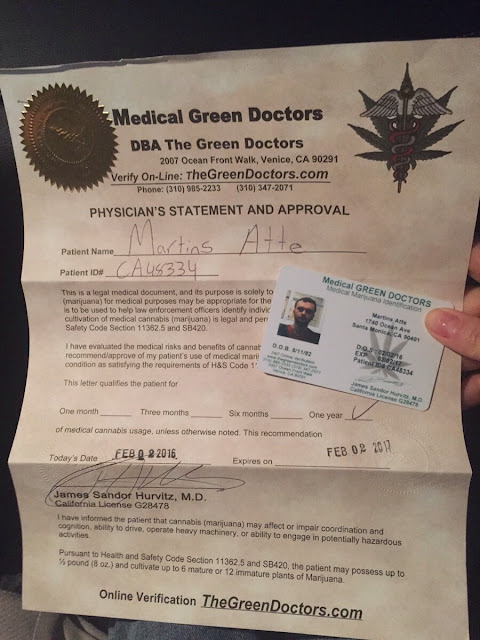 Medical Green Doctors
DBA The Green Doctors
2007 Ocean Front Walk, Venice, CA 90291
Verify On-Line: TheGreenDoctors.com
Phone: (310) 985-2233 (310) 347-2071
PHYSICIAN'S STATEMENT AND APPROVAL
Patient Name Martins Atte
Patient ID# CA48334
This is a legal medical document, and its purpose is solely to
(marijuana) for medical purposes may be appropriate for the
is to be used to help law enforcement officers identify
cultivation of medical cannabis (marijuana) is legal and
Safety Code Section 11362.5 and SB420.
I have evaluated the medical risks and benefits of
recommend/approve of my patient's use of medical
condition as satisfying the requirements of H&S Code
This letter qualifies the patient for
One month Three months Six months One year
of medical cannabis usage, unless otherwise noted. This recommendation
Today's Date FEB 02 2016 Expires on FEB 02 2017
James Sandor Hurvitz, M.D.
California License G28478
I have informed the patient that cannabis (marijuana) may affect or impair coordination and
cognition, ability to drive, operate heavy machinery, or ability to engage in potentially hazardous
activities.
Pursuant to Health and Safety Code Section 11362.5 and SB420, the patient may possess up to
½ pound (8 oz.) and cultivate up to 6 mature or 12 immature plants of Marijuana.
Online Verification TheGreenDoctors.com
Medical GREEN DOCTORS
Medical Marijuana Identification
Martins Atte
1740 Ocean Ave
Santa Monica, CA 90401
D.O.B. 5/11/82
D.O.S. 02/02/16
EXP.
Patient ID# CA48334
James Sandor Hurvitz, M.D.
California License G28478